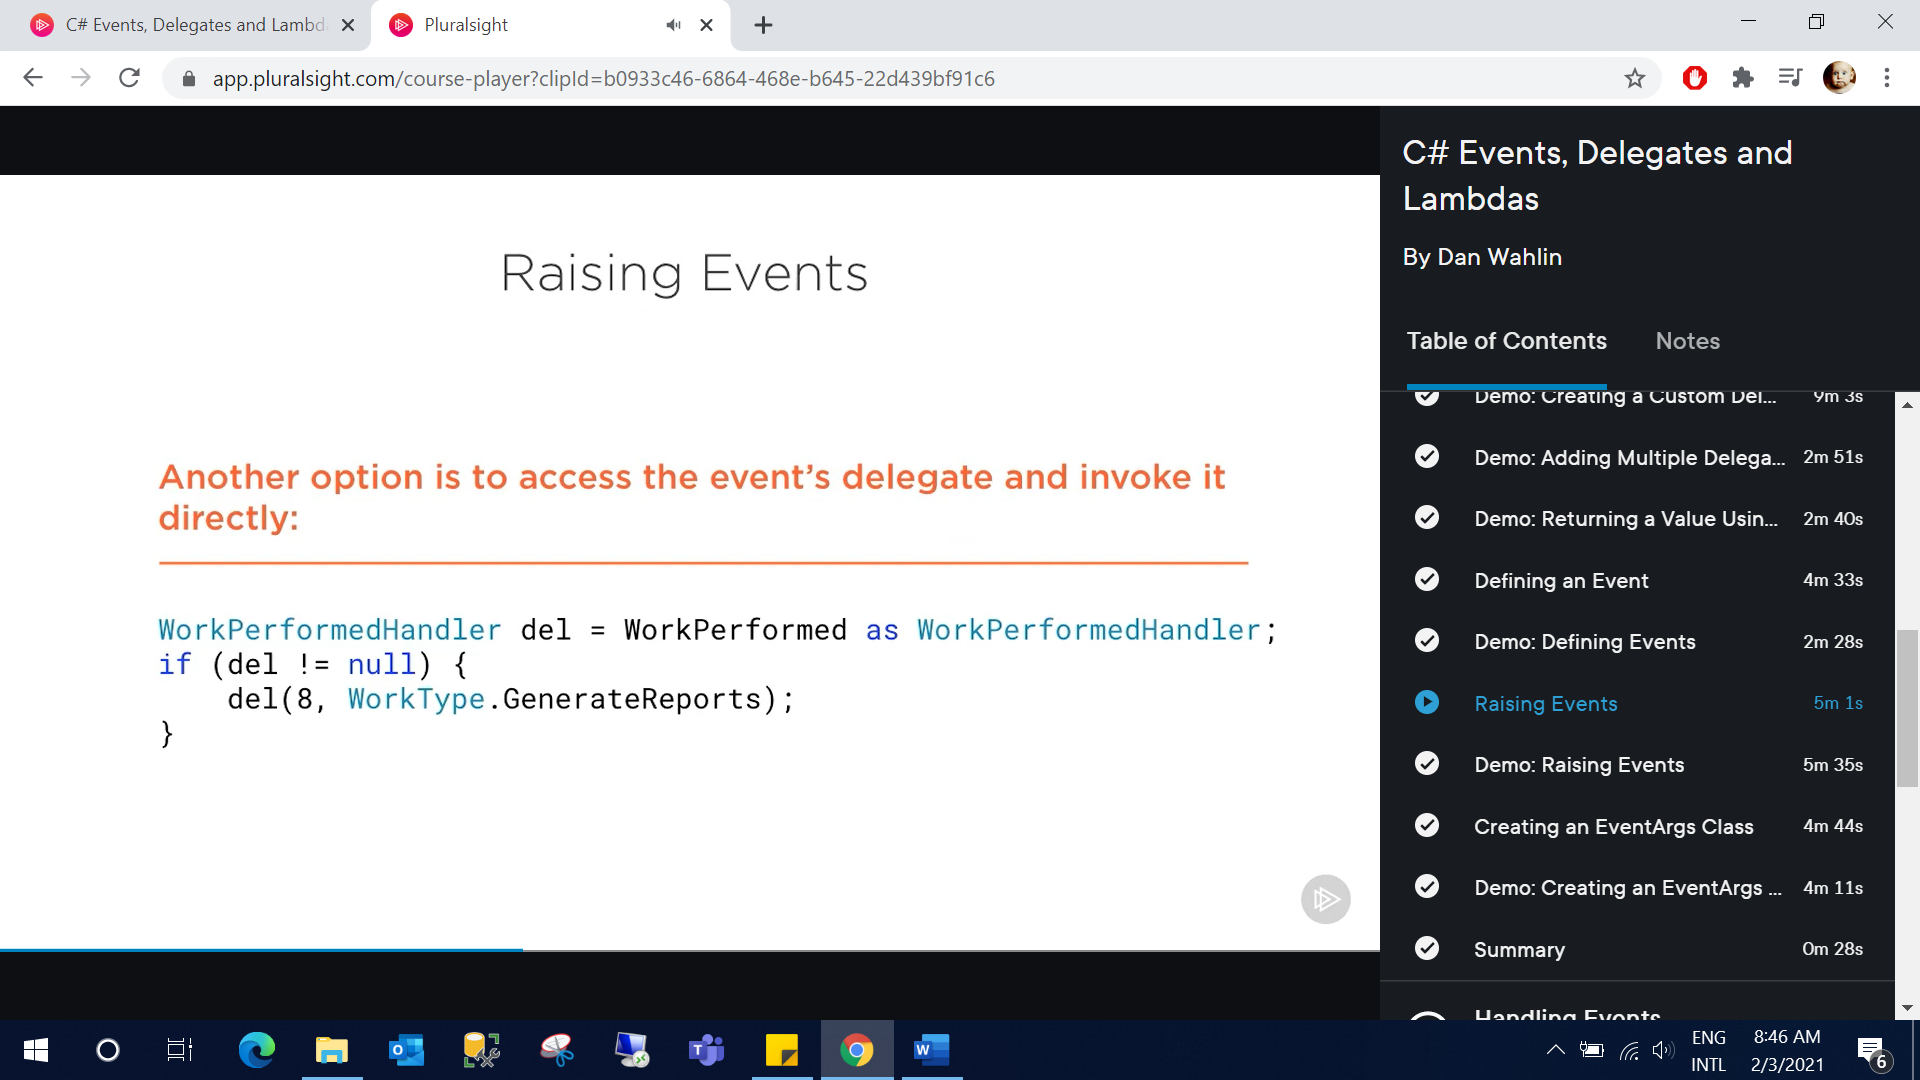 C# Events, Delegates and Lambd
Pluralsight
app.pluralsight.com/course-player?clipId=b0933c46-6864-468e-b645-22d439bf91c6
Raising Events
Another option is to access the event's delegate and invoke it
directly:
WorkPerformedHandler del = WorkPerformed as WorkPerformedHandler;
if (del != null) {
    del(8, WorkType.GenerateReports);
}
C# Events, Delegates and
Lambdas
By Dan Wahlin
Table of Contents Notes
Demo: Creating a Custom Del... 9m 3s
Demo: Adding Multiple Delega... 2m 51s
Demo: Returning a Value Usin... 2m 40s
Defining an Event 4m 33s
Demo: Defining Events 2m 28s
Raising Events 5m 1s
Demo: Raising Events 5m 35s
Creating an EventArgs Class 4m 44s
Demo: Creating an EventArgs ... 4m 11s
Summary 0m 28s
Handling Events
ENG 8:46 AM
INTL 2/3/2021
6